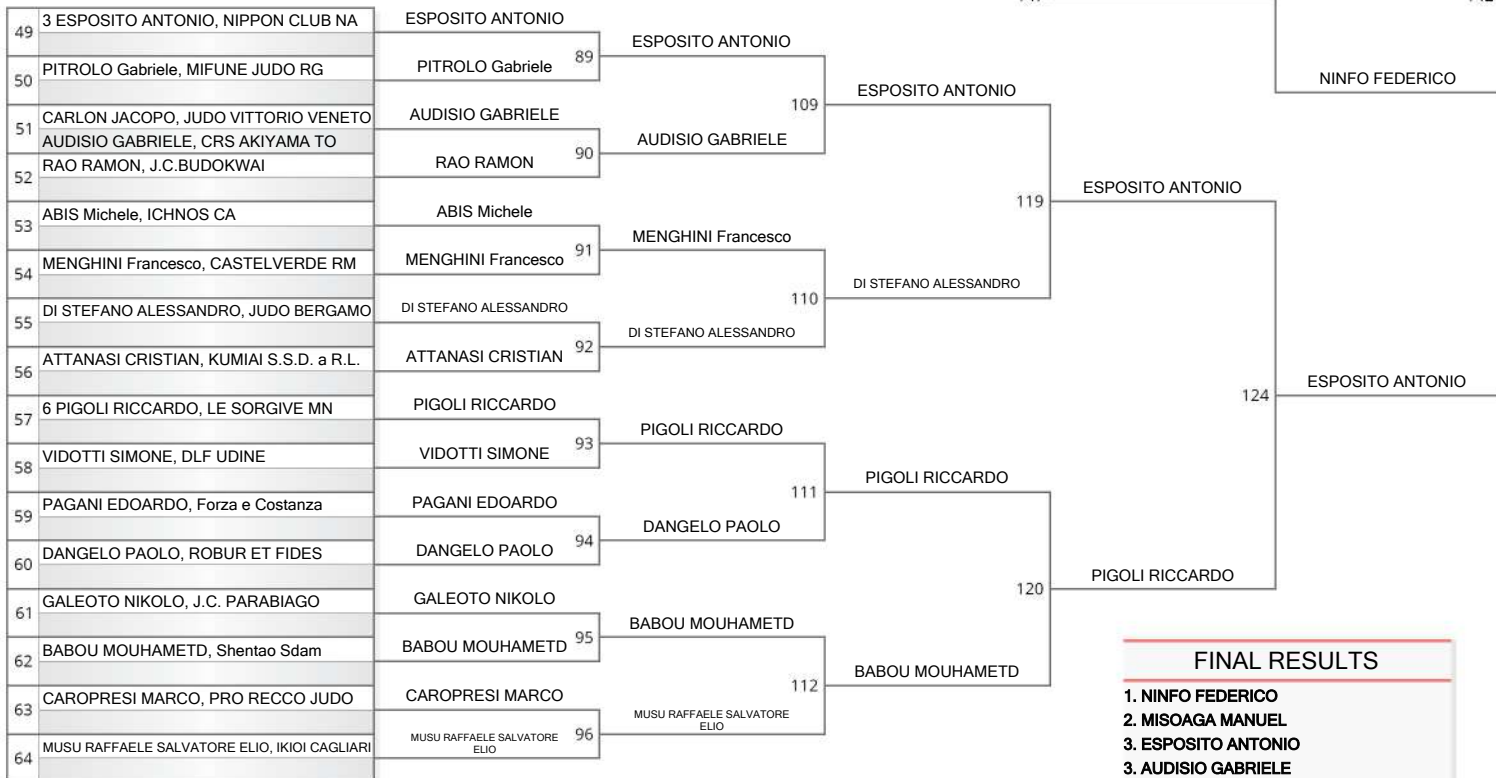 49
3 ESPOSITO ANTONIO, NIPPON CLUB NA
50
PITROLO Gabriele, MIFUNE JUDO RG
51
CARLON JACOPO, JUDO VITTORIO VENETO
AUDISIO GABRIELE, CRS AKIYAMA TO
52
RAO RAMON, J.C.BUDOKWAI
53
ABIS Michele, ICHNOS CA
54
MENGHINI Francesco, CASTELVERDE RM
55
DI STEFANO ALESSANDRO, JUDO BERGAMO
56
ATTANASI CRISTIAN, KUMIAI S.S.D. a R.L.
57
6 PIGOLI RICCARDO, LE SORGIVE MN
58
VIDOTTI SIMONE, DLF UDINE
59
PAGANI EDOARDO, Forza e Costanza
60
DANGELO PAOLO, ROBUR ET FIDES
61
GALEOTO NIKOLO, J.C. PARABIAGO
62
BABOU MOUHAMETD, Shentao Sdam
63
CAROPRESI MARCO, PRO RECCO JUDO
64
MUSU RAFFAELE SALVATORE ELIO, IKIOI CAGLIARI
ESPOSITO ANTONIO
89
PITROLO Gabriele
AUDISIO GABRIELE
90
RAO RAMON
ABIS Michele
91
MENGHINI Francesco
DI STEFANO ALESSANDRO
92
ATTANASI CRISTIAN
PIGOLI RICCARDO
93
VIDOTTI SIMONE
PAGANI EDOARDO
94
DANGELO PAOLO
GALEOTO NIKOLO
95
BABOU MOUHAMETD
CAROPRESI MARCO
96
MUSU RAFFAELE SALVATORE
ELIO
ESPOSITO ANTONIO
109
AUDISIO GABRIELE
MENGHINI Francesco
110
DI STEFANO ALESSANDRO
PIGOLI RICCARDO
111
DANGELO PAOLO
BABOU MOUHAMETD
112
MUSU RAFFAELE SALVATORE
ELIO
ESPOSITO ANTONIO
119
DI STEFANO ALESSANDRO
PIGOLI RICCARDO
120
BABOU MOUHAMETD
ESPOSITO ANTONIO
124
PIGOLI RICCARDO
NINFO FEDERICO
ESPOSITO ANTONIO
FINAL RESULTS
1. NINFO FEDERICO
2. MISOAGA MANUEL
3. ESPOSITO ANTONIO
3. AUDISIO GABRIELE